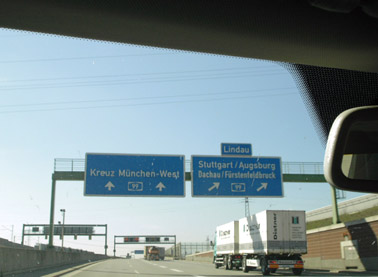 Lindau
Kreuz München-West
99
Stuttgart / Augsburg
Dachau / Fürstenfeldbruck
99